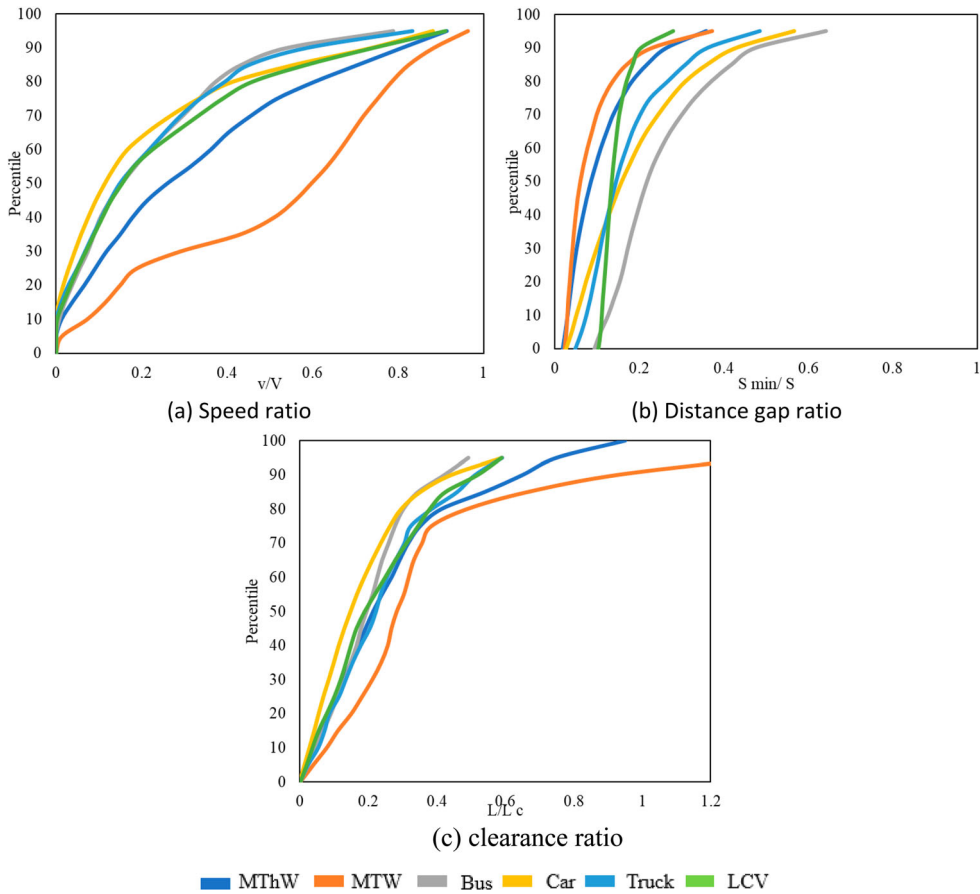 100
90
80
70
60
50
40
30
20
10
0
Percentile
0 0.2 0.4 0.6 0.8 1
v/V
(a) Speed ratio
100
90
80
70
60
50
40
30
20
10
0
percentile
0 0.2 0.4 0.6 0.8 1
S min/ S
(b) Distance gap ratio
100
90
80
70
60
50
40
30
20
10
0
Percentile
0 0.2 0.4 0.6 0.8 1 1.2
L/L c
(c) clearance ratio
MThW MTW Bus Car Truck LCV